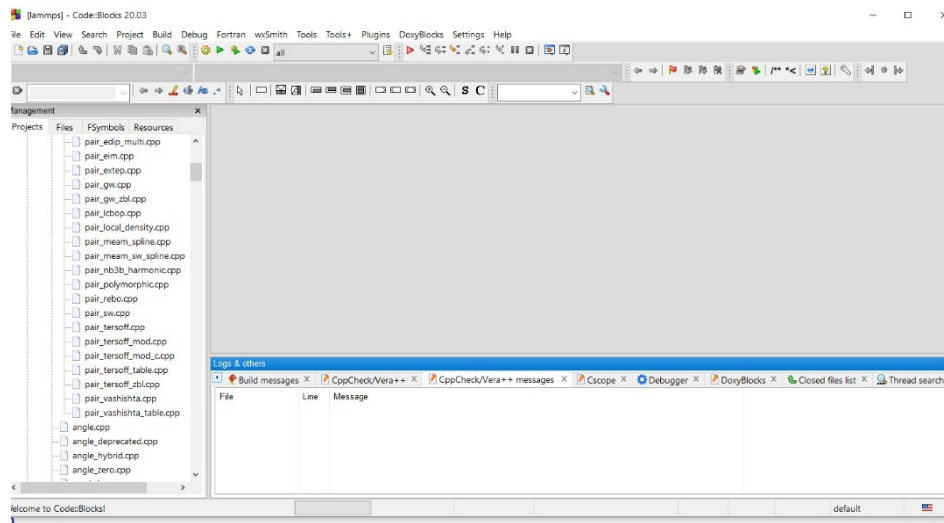 [lammps] - Code::Blocks 20.03
File Edit View Search Project Build Debug Fortran wxSmith Tools Tools+ Plugins DoxyBlocks Settings Help
all
/** *<
S C
Management
Projects Files FSymbols Resources
pair_edip_multi.cpp
pair_eim.cpp
pair_extep.cpp
pair_gw.cpp
pair_gw_zbl.cpp
pair_lcbop.cpp
pair_local_density.cpp
pair_meam_spline.cpp
pair_meam_sw_spline.cpp
pair_nb3b_harmonic.cpp
pair_polymorphic.cpp
pair_rebo.cpp
pair_sw.cpp
pair_tersoff.cpp
pair_tersoff_mod.cpp
pair_tersoff_mod_c.cpp
pair_tersoff_table.cpp
pair_tersoff_zbl.cpp
pair_vashishta.cpp
pair_vashishta_table.cpp
angle.cpp
angle_deprecated.cpp
angle_hybrid.cpp
angle_zero.cpp
Logs & others
Build messages CppCheck/Vera++ CppCheck/Vera++ messages Cscope Debugger DoxyBlocks Closed files list Thread search
File Line Message
Welcome to Code::Blocks!
default